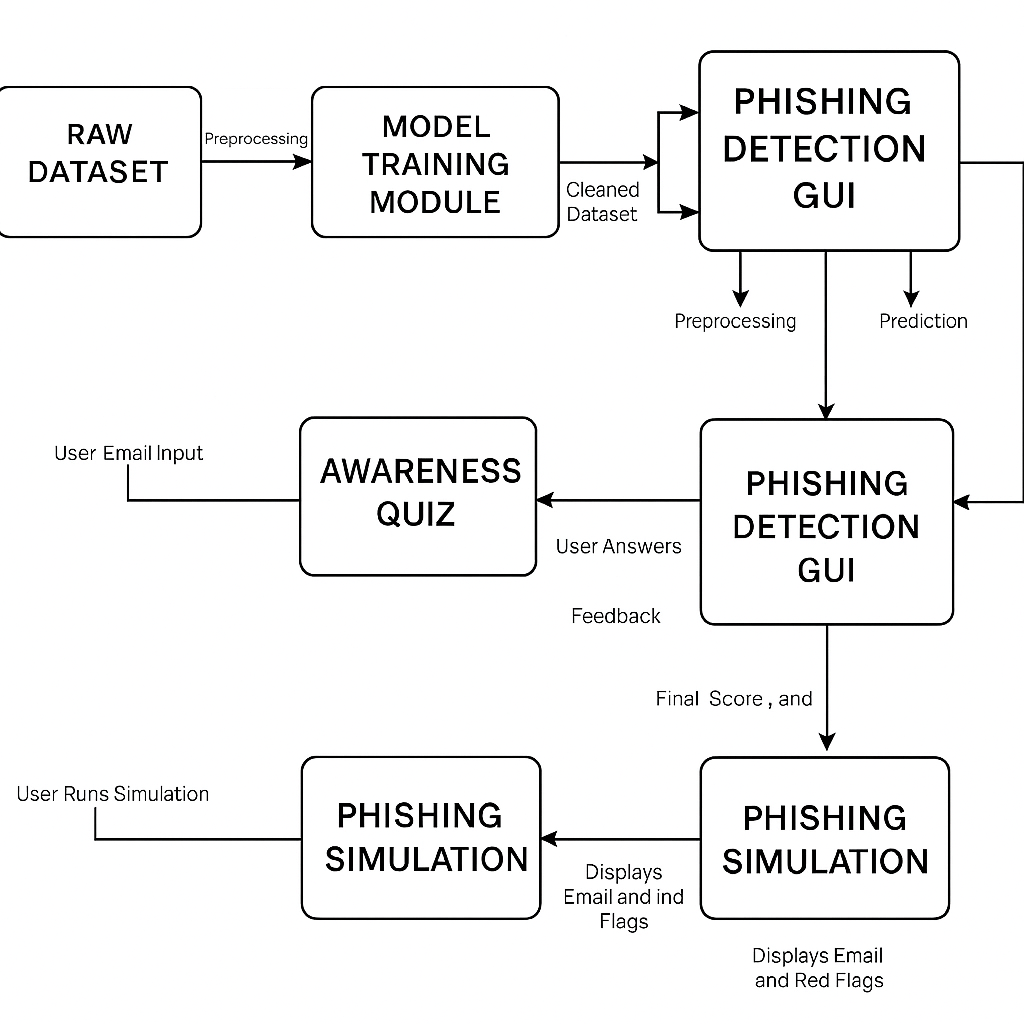 RAW
DATASET
Preprocessing
MODEL
TRAINING
MODULE
Cleaned
Dataset
PHISHING
DETECTION
GUI
Preprocessing
Prediction
User Email Input
AWARENESS
QUIZ
User Answers
Feedback
PHISHING
DETECTION
GUI
Final Score , and
User Runs Simulation
PHISHING
SIMULATION
Displays
Email and ind
Flags
PHISHING
SIMULATION
Displays Email
and Red Flags